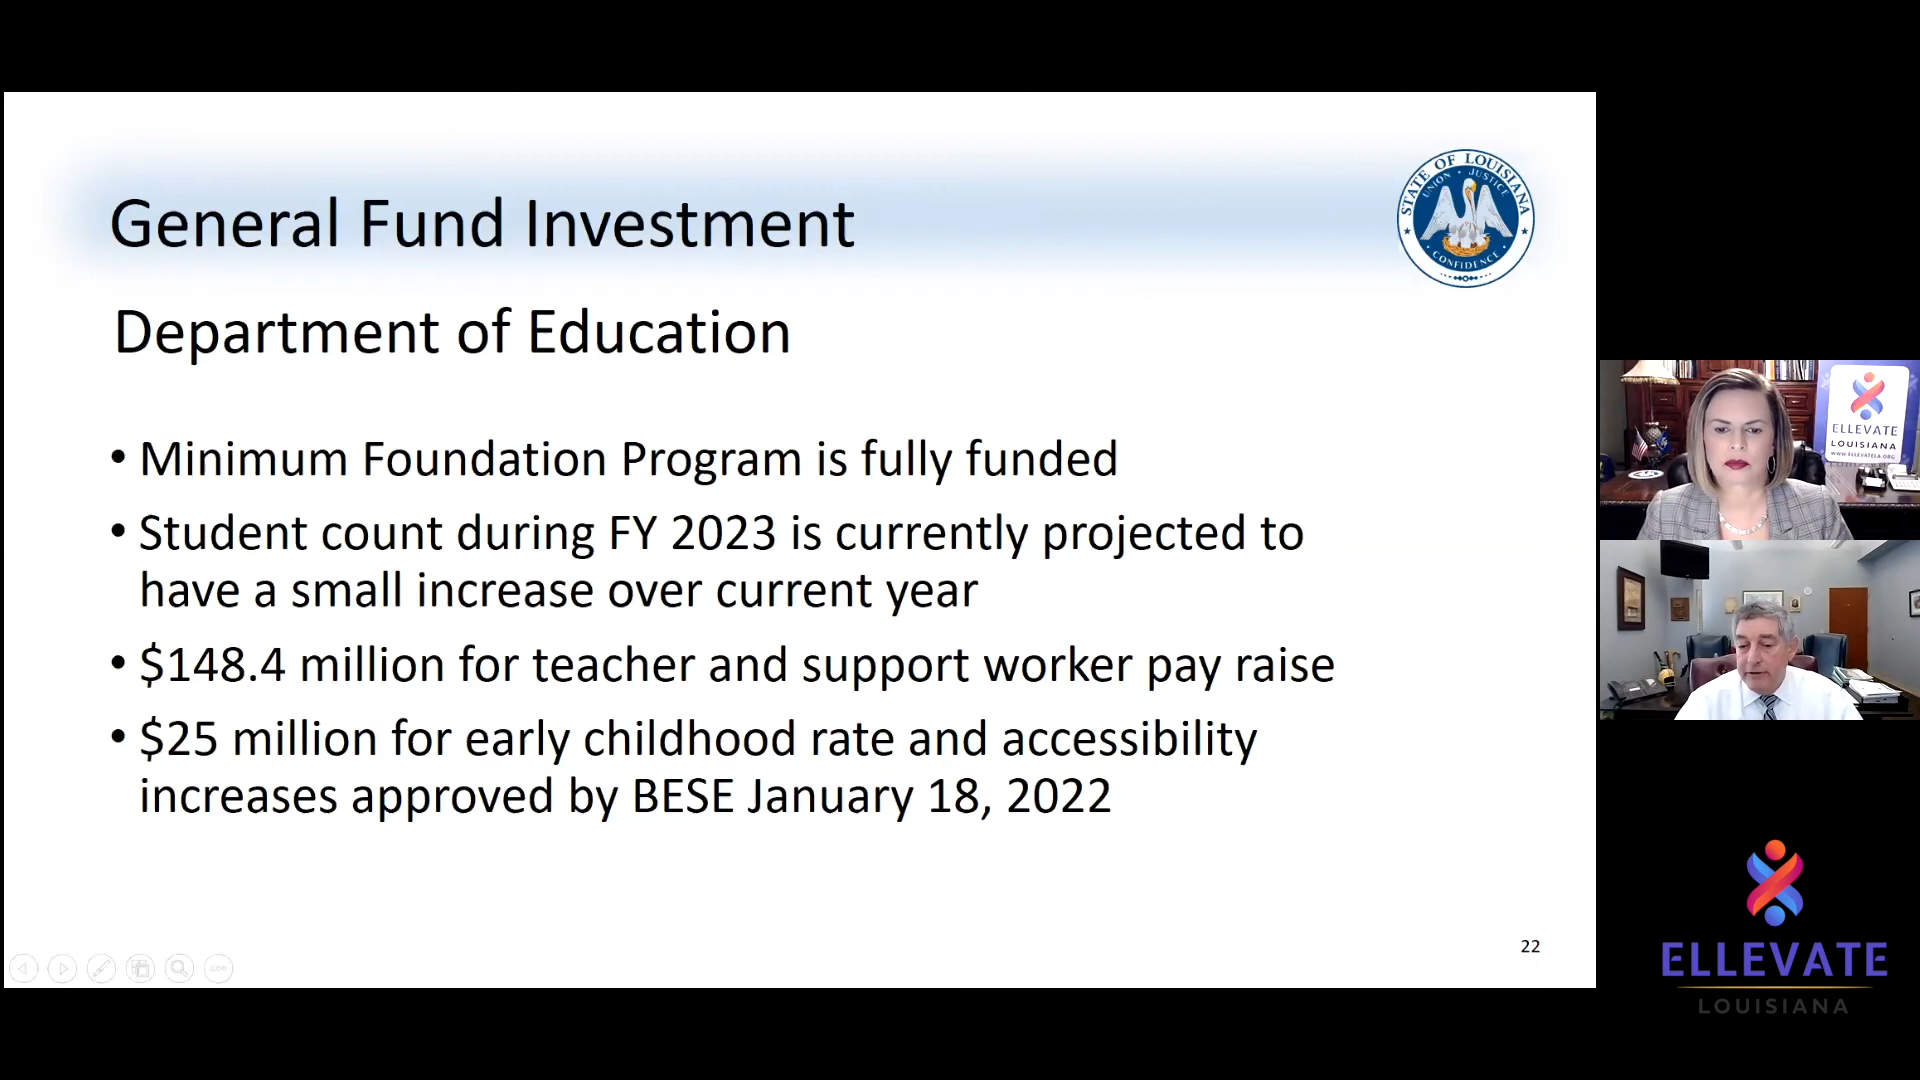 General Fund Investment
STATE OF LOUISIANA
UNION · JUSTICE
CONFIDENCE
Department of Education
• Minimum Foundation Program is fully funded
• Student count during FY 2023 is currently projected to
have a small increase over current year
• $148.4 million for teacher and support worker pay raise
• $25 million for early childhood rate and accessibility
increases approved by BESE January 18, 2022
22
ELLEVATE
LOUISIANA
WWW.ELLEVATELA.ORG
ELLEVATE
LOUISIANA